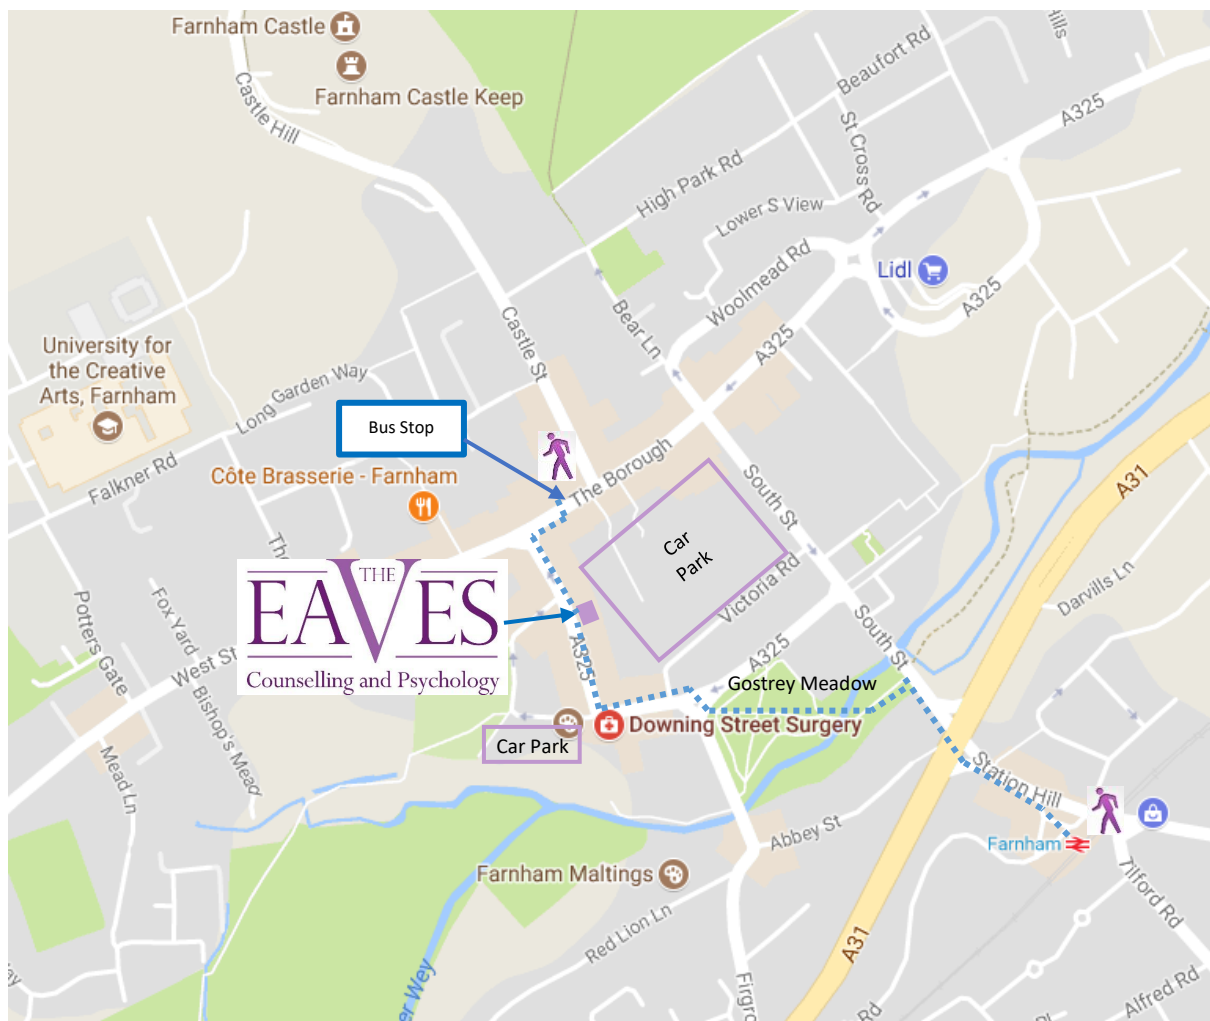 Farnham Castle
Farnham Castle Keep
Castle Hill
Beaufort Rd
Hills
A325
St Cross Rd
High Park Rd
Lower S View
Woolmead Rd
Lidl
A325
Bear Ln
Castle St
A325
University for
the Creative
Arts, Farnham
Long Garden Way
Bus Stop
Falkner Rd
Côte Brasserie - Farnham
The Borough
South St
A31
Car
Park
Victoria Rd
THE
EAVES
Counselling and Psychology
Darvills Ln
Fox Yard
Potters Gate
West St
Bishop's Mead
A325
A325
South St
Gostrey Meadow
Downing Street Surgery
Car Park
Mead Ln
Station Hill
Abbey St
Farnham
Farnham Maltings
Alford Rd
Red Lion Ln
A31
Alfred Rd
Rd